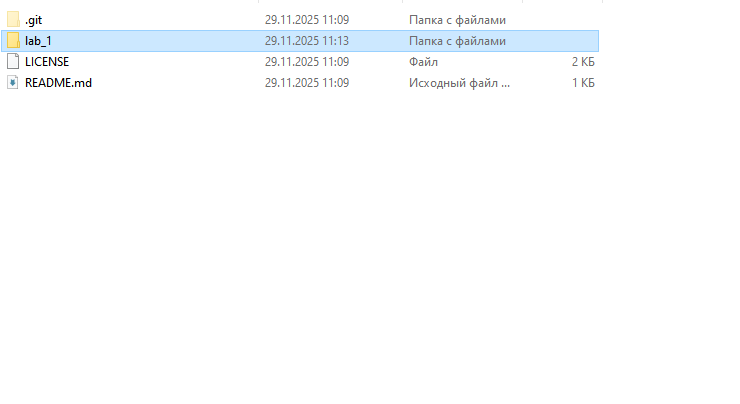 .git 29.11.2025 11:09 Папка с файлами
lab_1 29.11.2025 11:13 Папка с файлами
LICENSE 29.11.2025 11:09 Файл 2 КБ
README.md 29.11.2025 11:09 Исходный файл ... 1 КБ